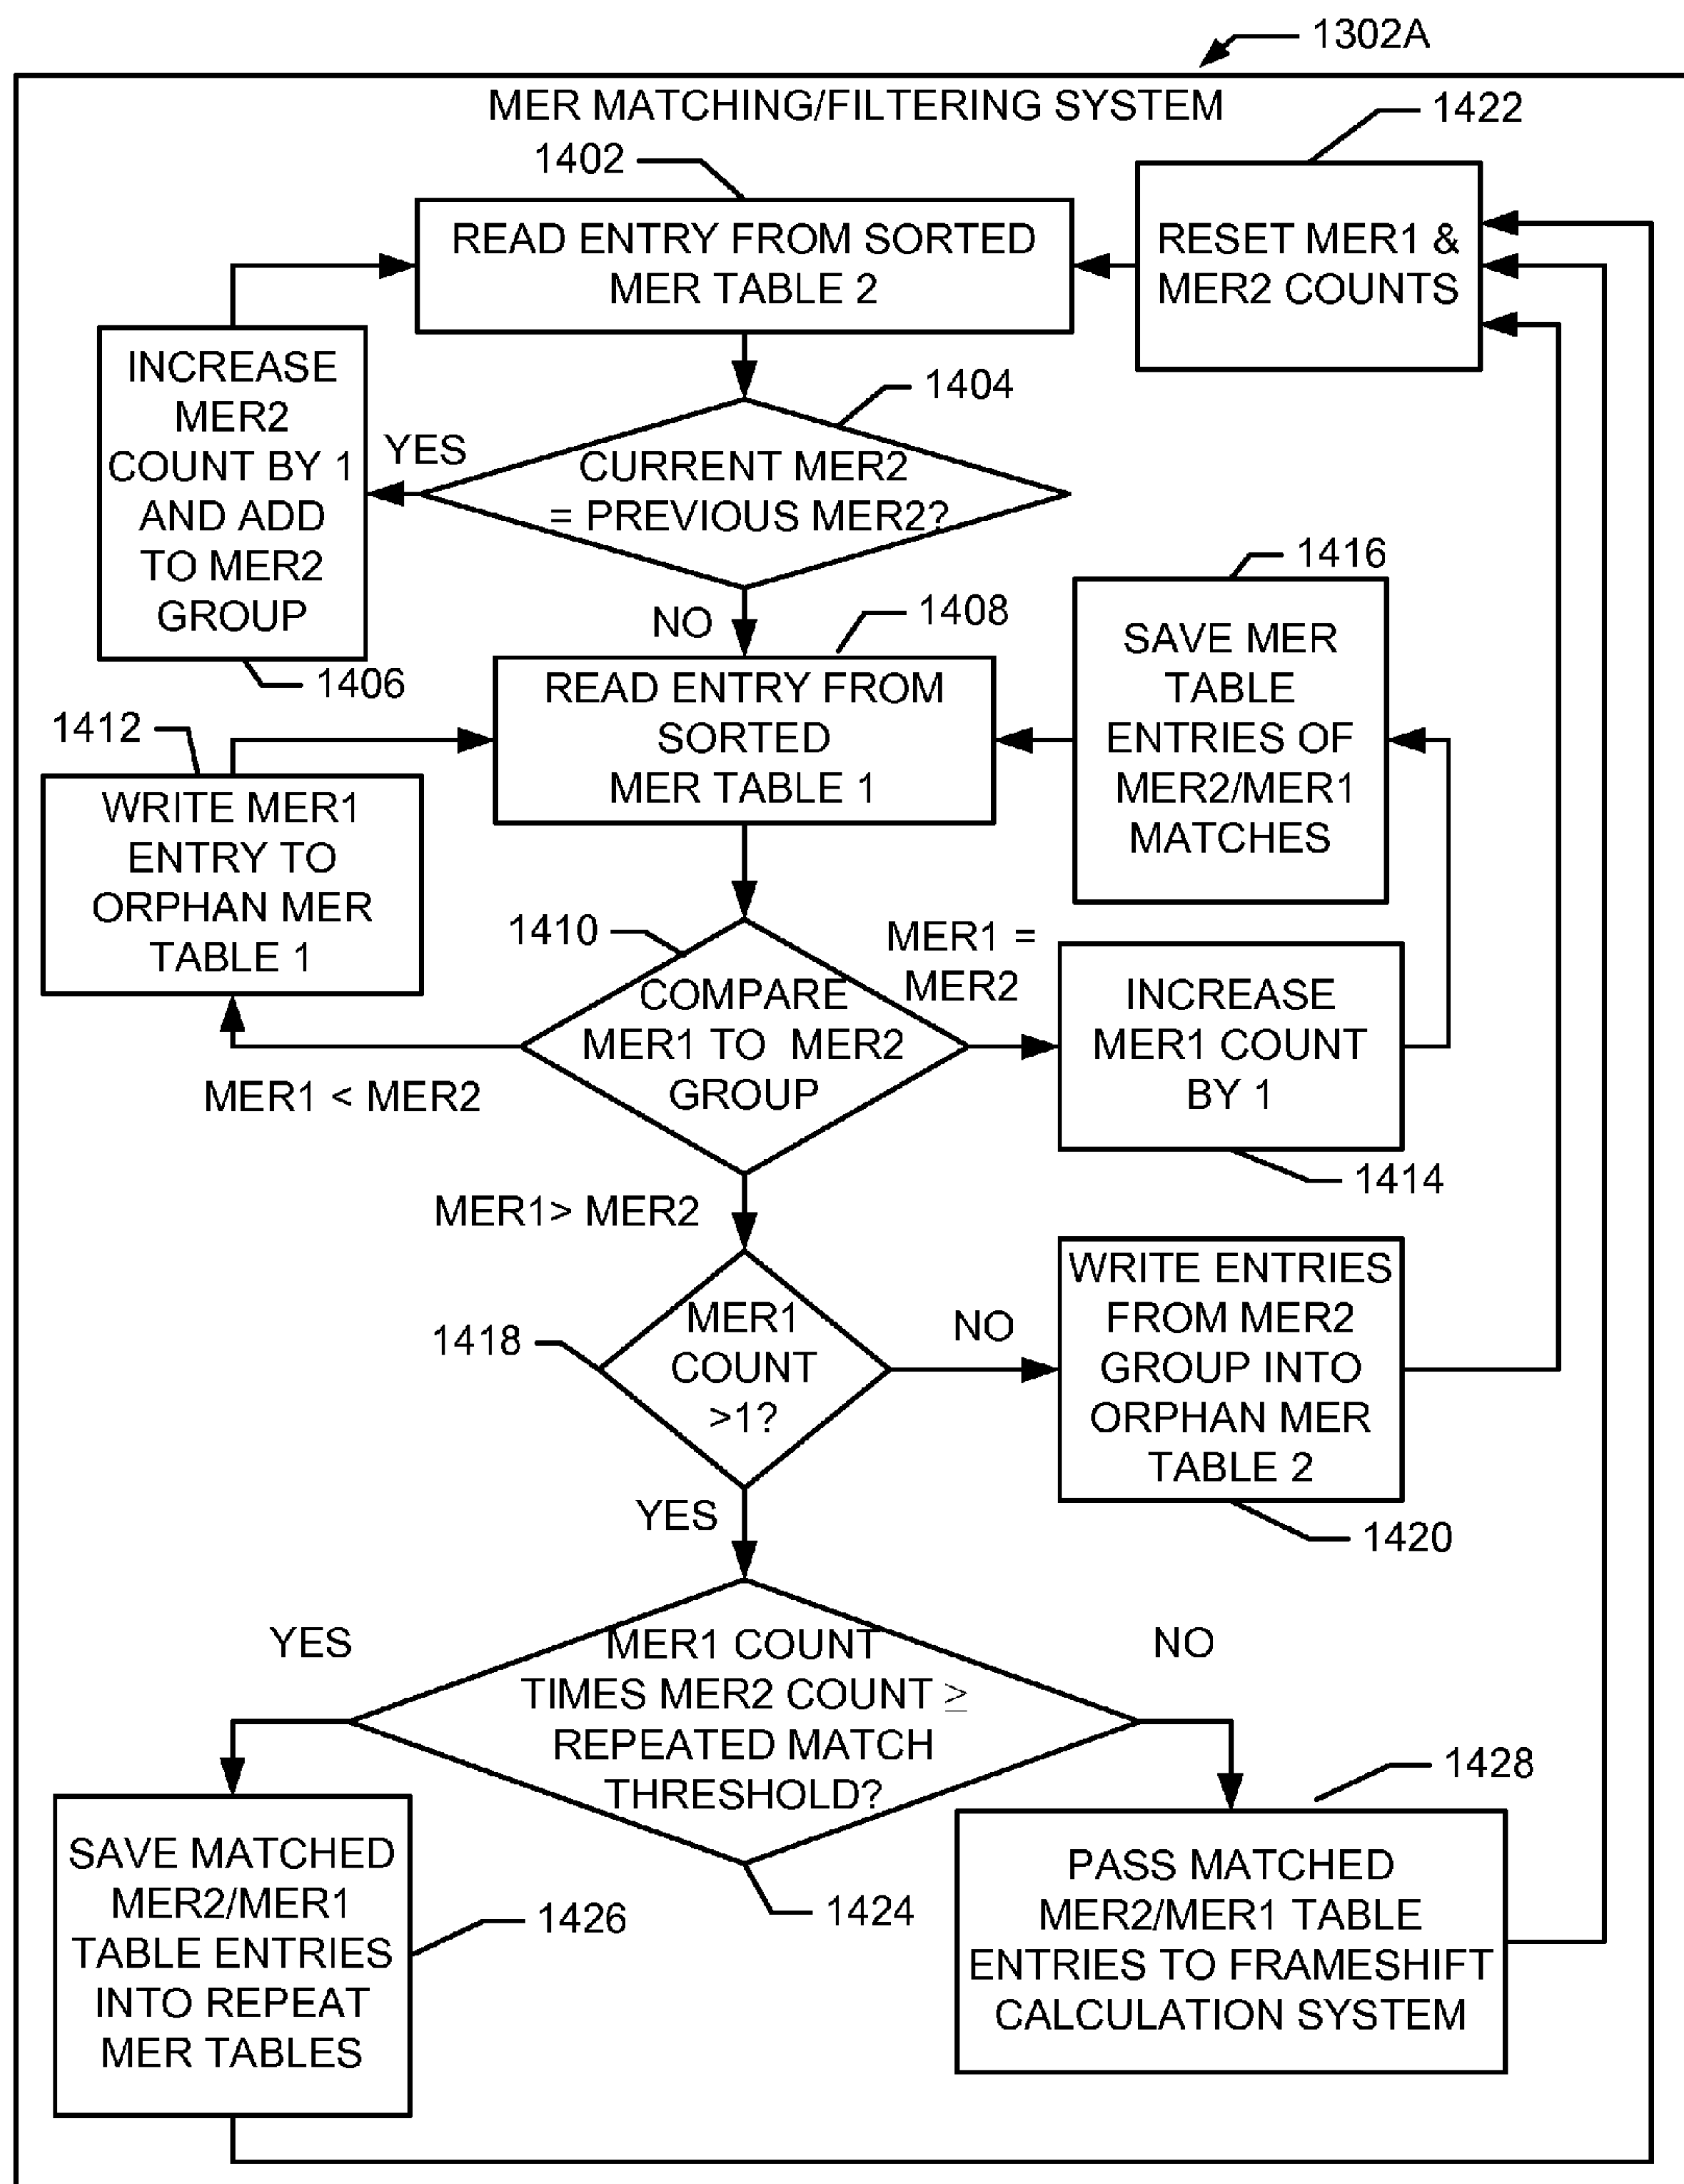 1302A
MER MATCHING/FILTERING SYSTEM
1422
1402
READ ENTRY FROM SORTED
MER TABLE 2
RESET MER1 &
MER2 COUNTS
INCREASE
MER2
COUNT BY 1
AND ADD
TO MER2
GROUP
1404
YES
CURRENT MER2
= PREVIOUS MER2?
1416
NO
1408
1406
READ ENTRY FROM
SORTED
MER TABLE 1
SAVE MER
TABLE
ENTRIES OF
MER2/MER1
MATCHES
1412
WRITE MER1
ENTRY TO
ORPHAN MER
TABLE 1
1410
MER1 =
MER2
COMPARE
MER1 TO MER2
GROUP
INCREASE
MER1 COUNT
BY 1
MER1 < MER2
1414
MER1> MER2
1418
MER1
COUNT
>1?
NO
WRITE ENTRIES
FROM MER2
GROUP INTO
ORPHAN MER
TABLE 2
YES
1420
YES
MER1 COUNT
TIMES MER2 COUNT ≥
REPEATED MATCH
THRESHOLD?
NO
1428
SAVE MATCHED
MER2/MER1
TABLE ENTRIES
INTO REPEAT
MER TABLES
1426
1424
PASS MATCHED
MER2/MER1 TABLE
ENTRIES TO FRAMESHIFT
CALCULATION SYSTEM